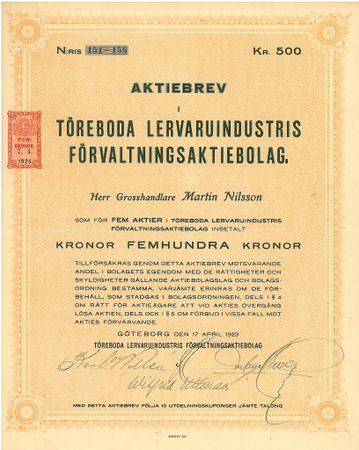 N:RIS 151-155 KR. 500
AKTIEBREV
I
TÖREBODA LERVARUINDUSTRIS
FÖRVALTNINGSAKTIEBOLAG.
Herr Grosshandlare Martin Nilsson
SOM FÖR FEM AKTIER I TÖREBODA LERVARUINDUSTRIS
FÖRVALTNINGSAKTIEBOLAG INBETALT
KRONOR FEMHUNDRA KRONOR
TILLFÖRSÄKRAS GENOM DETTA AKTIEBREV MOTSVARANDE
ANDEL I BOLAGETS EGENDOM MED DE RÄTTIGHETER OCH
SKYLDIGHETER GÄLLANDE AKTIEBOLAGSLAG OCH BOLAGS-
ORDNING BESTÄMMA, VARJÄMTE ERINRAS OM DE FÖR-
BEHÅLL, SOM STADGAS I BOLAGSORDNINGEN, DELS I § 4
OM RÄTT FÖR AKTIEÄGARE ATT VID AKTIES ÖVERGÅNG
LÖSA AKTIEN, DELS OCK I § 5 OM FÖRBUD I VISSA FALL MOT
AKTIES FÖRVÄRVANDE.
GÖTEBORG DEN 17 APRIL 1923
TÖREBODA LERVARUINDUSTRIS FÖRVALTNINGSAKTIEBOLAG
MED DETTA AKTIEBREV FÖLJA 10 UTDELNINGSKUPONGER JÄMTE TALONG
FEM
7. 1
1924